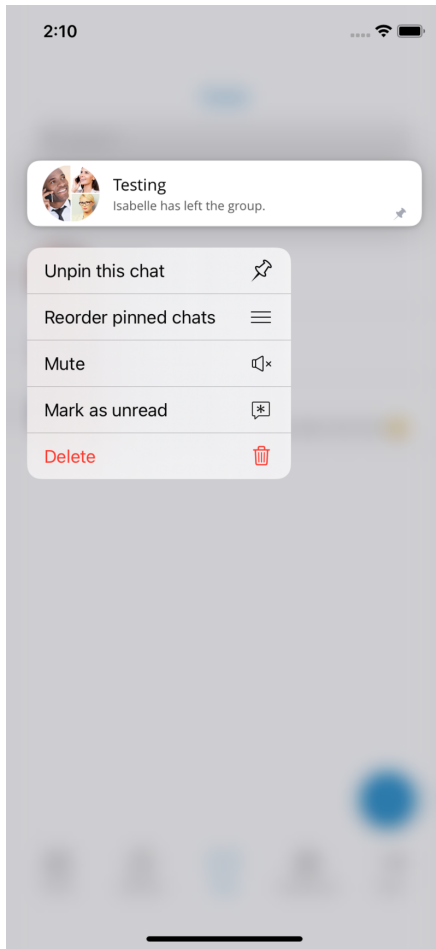 2:10
Testing
Isabelle has left the group.
Unpin this chat
Reorder pinned chats
Mute
Mark as unread
Delete